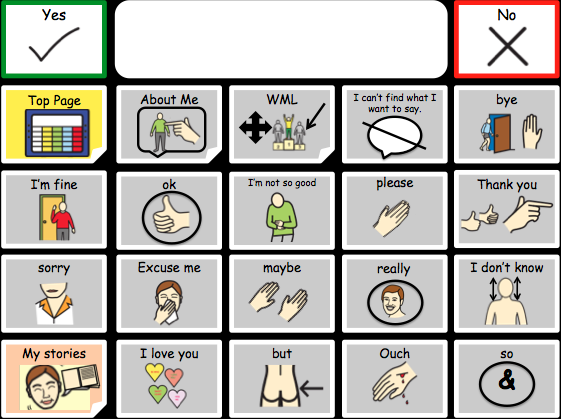 Yes
No
Top Page
About Me
WML
I can't find what I
want to say.
bye
I'm fine
ok
I'm not so good
please
Thank you
sorry
Excuse me
maybe
really
I don't know
My stories
I love you
but
Ouch
so
&